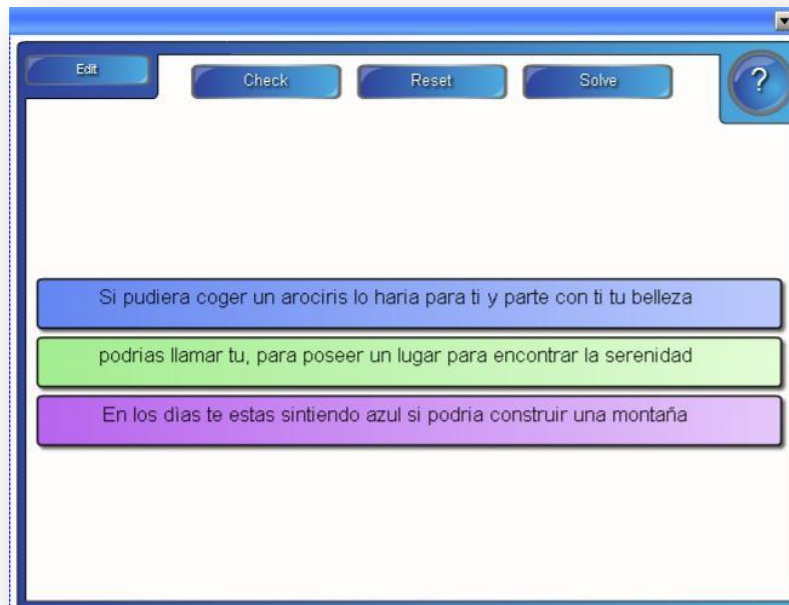 Edit
Check Reset Solve ?
Si pudiera coger un arociris lo haria para ti y parte con ti tu belleza
podrias llamar tu, para poseer un lugar para encontrar la serenidad
En los dìas te estas sintiendo azul si podria construir una montaña